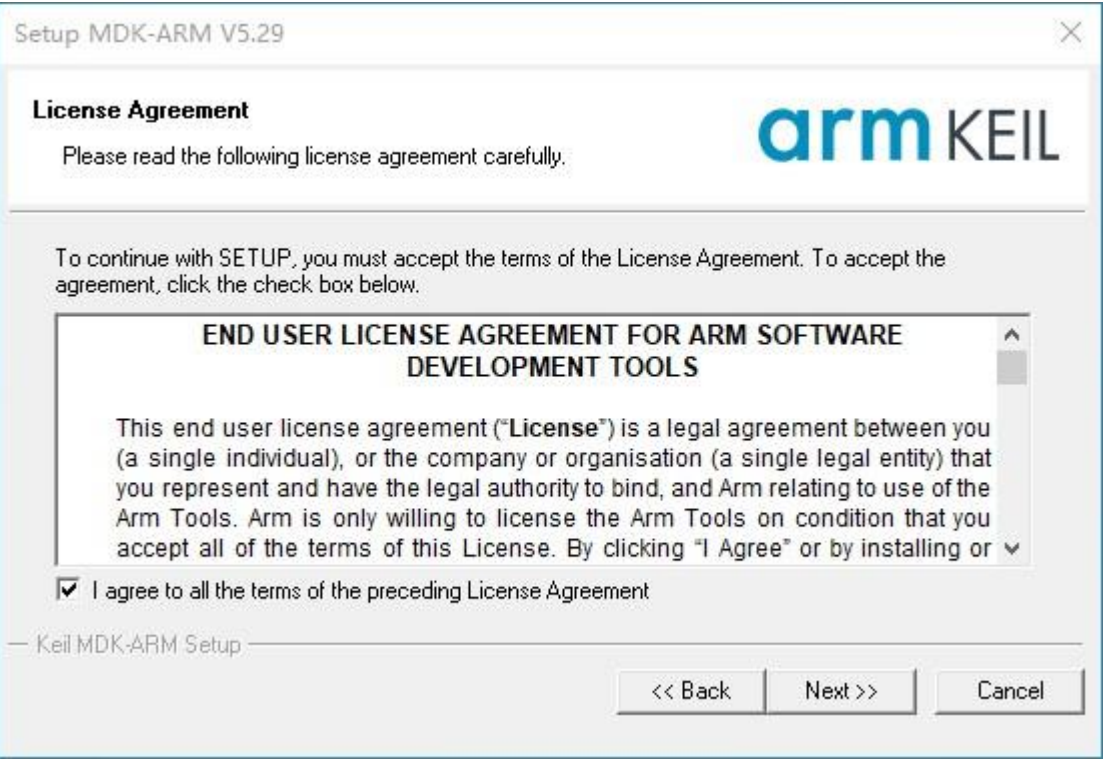 Setup MDK-ARM V5.29
License Agreement
Please read the following license agreement carefully.
arm KEIL
To continue with SETUP, you must accept the terms of the License Agreement. To accept the
agreement, click the check box below.
END USER LICENSE AGREEMENT FOR ARM SOFTWARE
DEVELOPMENT TOOLS
This end user license agreement (“License”) is a legal agreement between you
(a single individual), or the company or organisation (a single legal entity) that
you represent and have the legal authority to bind, and Arm relating to use of the
Arm Tools. Arm is only willing to license the Arm Tools on condition that you
accept all of the terms of this License. By clicking “I Agree” or by installing or
I agree to all the terms of the preceding License Agreement
Keil MDK-ARM Setup
<< Back Next >> Cancel